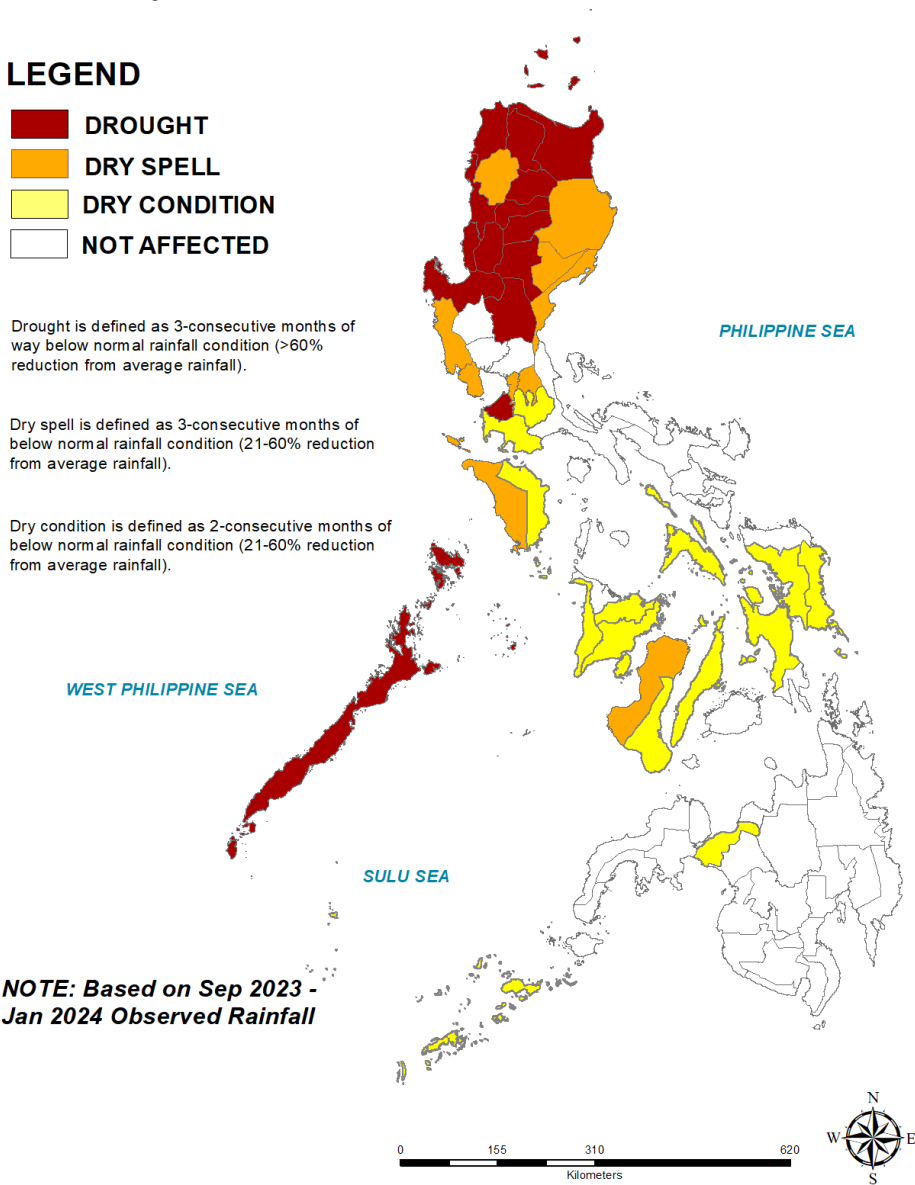 LEGEND
DROUGHT
DRY SPELL
DRY CONDITION
NOT AFFECTED
Drought is defined as 3-consecutive months of
way below normal rainfall condition (>60%
reduction from average rainfall).
Dry spell is defined as 3-consecutive months of
below normal rainfall condition (21-60% reduction
from average rainfall).
Dry condition is defined as 2-consecutive months of
below normal rainfall condition (21-60% reduction
from average rainfall).
PHILIPPINE SEA
WEST PHILIPPINE SEA
SULU SEA
NOTE: Based on Sep 2023 -
Jan 2024 Observed Rainfall
0 155 310 620
Kilometers
N
W E
S